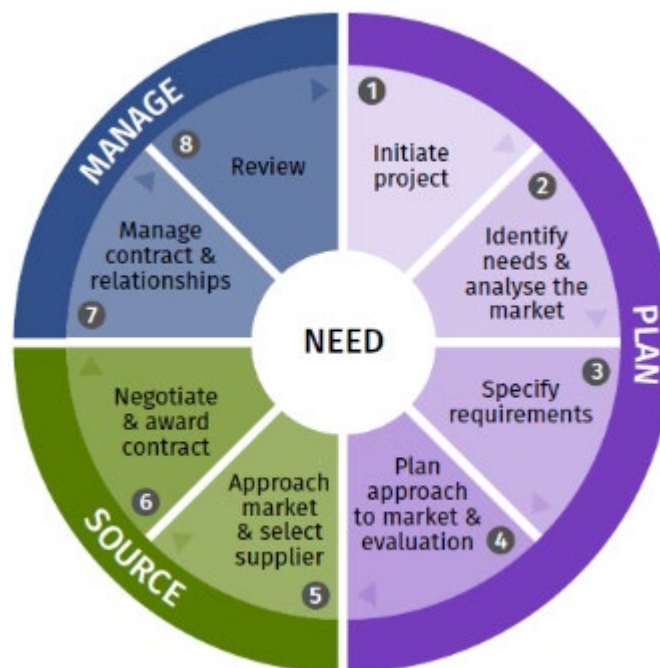 NEED
PLAN
1
Initiate
project
2
Identify
needs &
analyse the
market
3
Specify
requirements
4
Plan
approach
to market &
evaluation
SOURCE
5
Approach
market
& select
supplier
6
Negotiate
& award
contract
MANAGE
7
Manage
contract &
relationships
8
Review